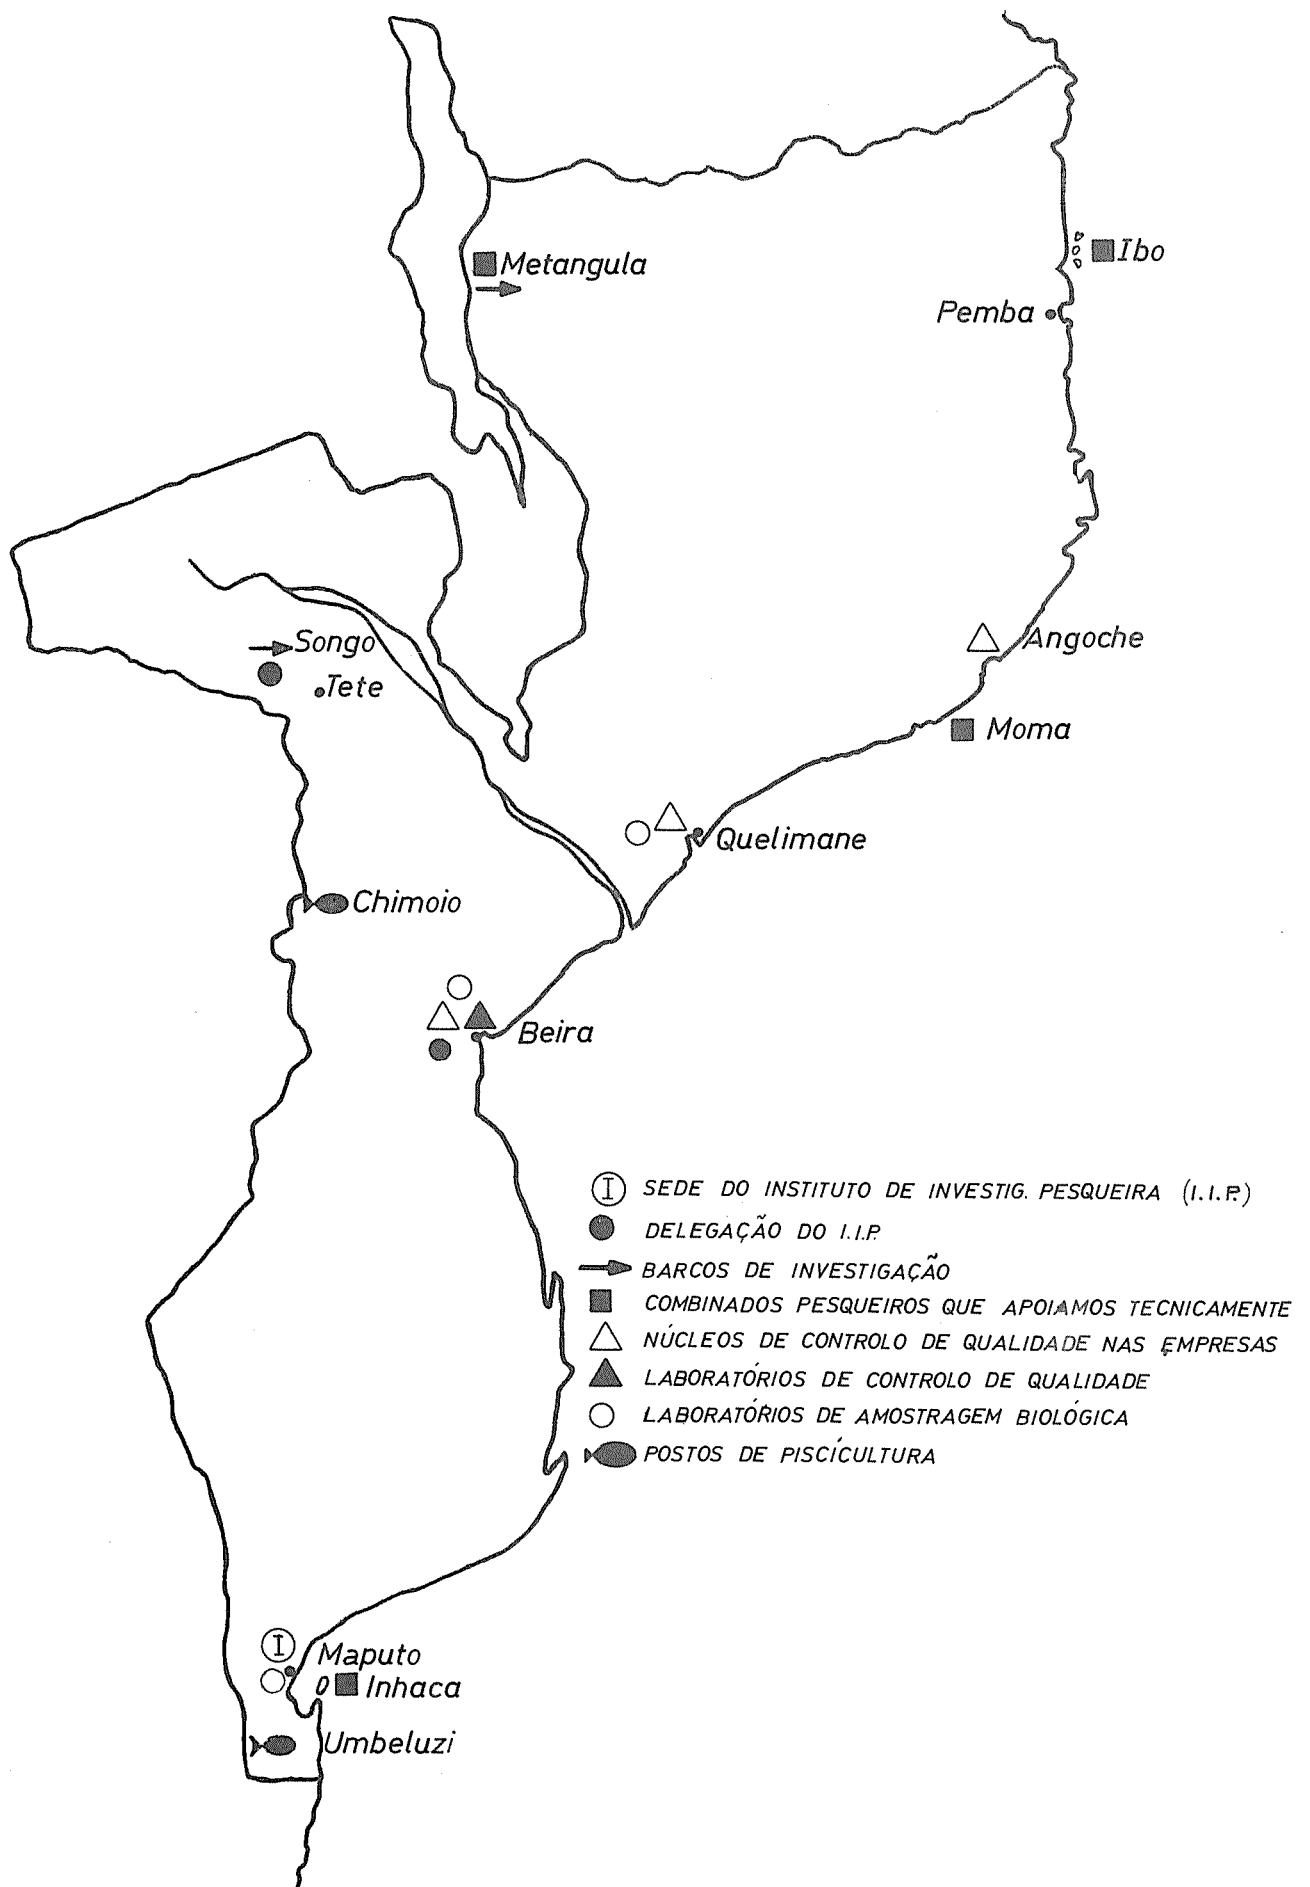 Metangula
Ibo
Pemba
Songo
Tete
Angoche
Moma
Quelimane
Chimoio
Beira
I SEDE DO INSTITUTO DE INVESTIG. PESQUEIRA (I.I.P.)
DELEGAÇÃO DO I.I.P.
BARCOS DE INVESTIGAÇÃO
COMBINADOS PESQUEIROS QUE APOIAMOS TECNICAMENTE
NÚCLEOS DE CONTROLO DE QUALIDADE NAS EMPRESAS
LABORATÓRIOS DE CONTROLO DE QUALIDADE
LABORATÓRIOS DE AMOSTRAGEM BIOLÓGICA
POSTOS DE PISCÍCULTURA
I
Maputo
Inhaca
Umbeluzi